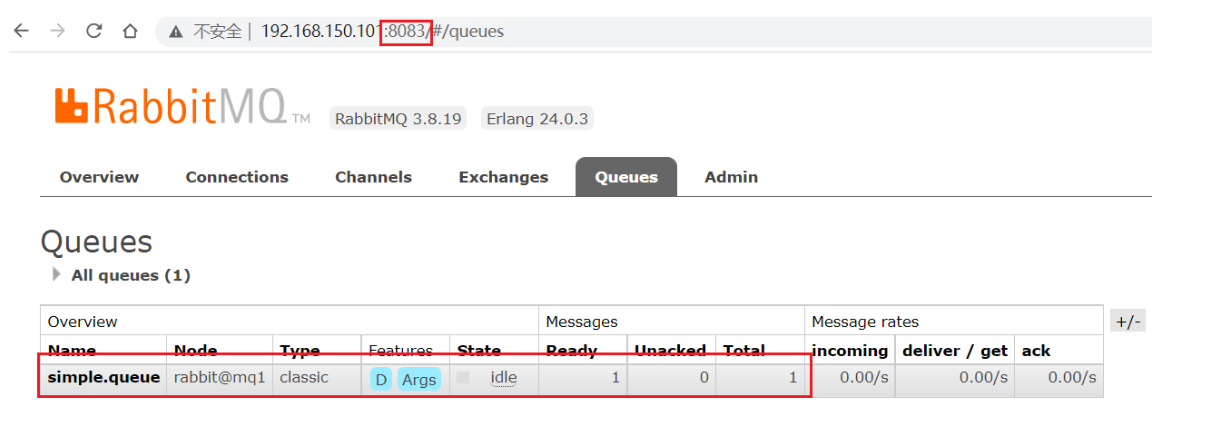 不安全 | 192.168.150.101:8083/#/queues
RabbitMQ TM RabbitMQ 3.8.19 Erlang 24.0.3
Overview Connections Channels Exchanges Queues Admin
Queues
All queues (1)
Overview Messages Message rates +/-
Name Node Type Features State Ready Unacked Total incoming deliver / get ack
simple.queue rabbit@mq1 classic D Args idle 1 0 1 0.00/s 0.00/s 0.00/s